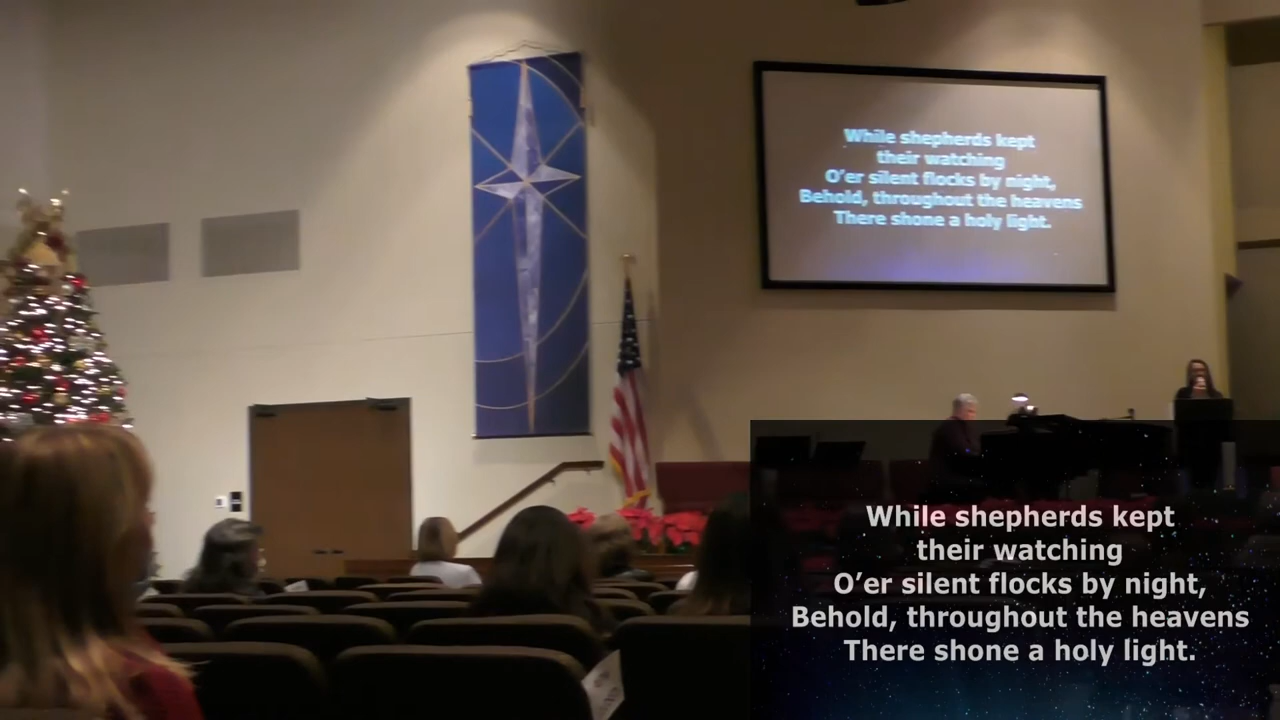 While shepherds kept
their watching
O'er silent flocks by night,
Behold, throughout the heavens
There shone a holy light.
While shepherds kept
their watching
O’er silent flocks by night,
Behold, throughout the heavens
There shone a holy light.